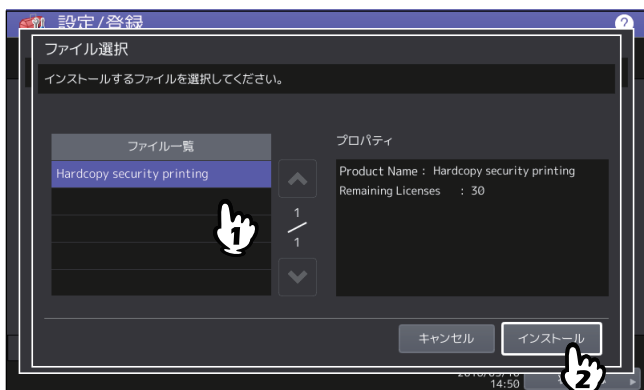 設定/登録
?
ファイル選択
インストールするファイルを選択してください。
ファイル一覧
プロパティ
Hardcopy security printing
Product Name : Hardcopy security printing
Remaining Licenses : 30
1
1
1
キャンセル
インストール
2
14:50